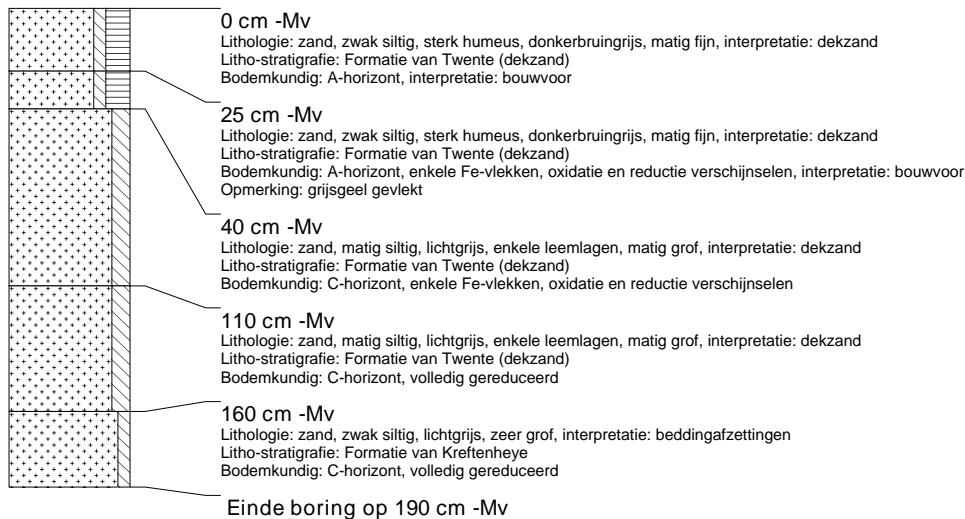 0 cm -Mv
Lithologie: zand, zwak siltig, sterk humeus, donkerbruingrijs, matig fijn, interpretatie: dekzand
Litho-stratigrafie: Formatie van Twente (dekzand)
Bodemkundig: A-horizont, interpretatie: bouwvoor
25 cm -Mv
Lithologie: zand, zwak siltig, sterk humeus, donkerbruingrijs, matig fijn, interpretatie: dekzand
Litho-stratigrafie: Formatie van Twente (dekzand)
Bodemkundig: A-horizont, enkele Fe-vlekken, oxidatie en reductie verschijnselen, interpretatie: bouwvoor
Opmerking: grijsgeel gevlekt
40 cm -Mv
Lithologie: zand, matig siltig, lichtgrijs, enkele leemlagen, matig grof, interpretatie: dekzand
Litho-stratigrafie: Formatie van Twente (dekzand)
Bodemkundig: C-horizont, enkele Fe-vlekken, oxidatie en reductie verschijnselen
110 cm -Mv
Lithologie: zand, matig siltig, lichtgrijs, enkele leemlagen, matig grof, interpretatie: dekzand
Litho-stratigrafie: Formatie van Twente (dekzand)
Bodemkundig: C-horizont, volledig gereduceerd
160 cm -Mv
Lithologie: zand, zwak siltig, lichtgrijs, zeer grof, interpretatie: beddingafzettingen
Litho-stratigrafie: Formatie van Kreftenheye
Bodemkundig: C-horizont, volledig gereduceerd
Einde boring op 190 cm -Mv